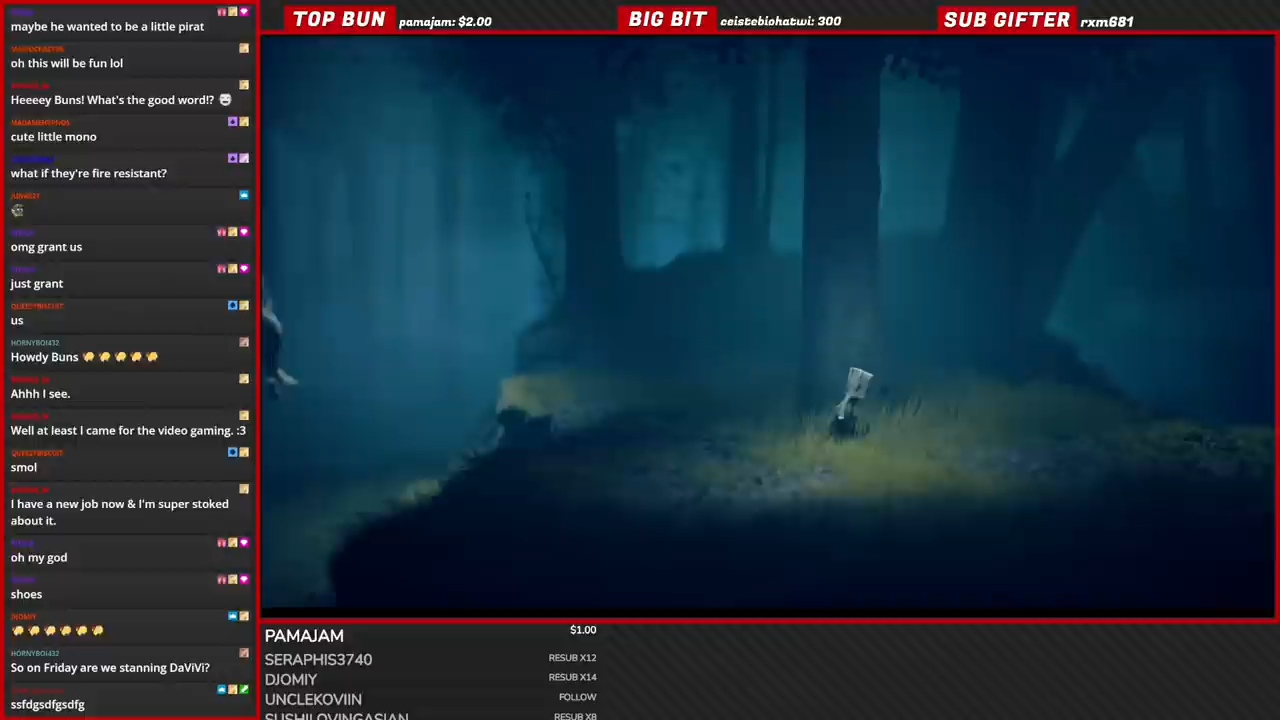 TOP BUN pamajam: $2.00
BIG BIT ceistebiohatwi: 300
SUB GIFTER rxm681
maybe he wanted to be a little pirat
oh this will be fun lol
Heeeey Buns! What's the good word!?
cute little mono
what if they're fire resistant?
omg grant us
just grant
QUEEFYBISCUIT
us
HORNYBOI432
Howdy Buns
Ahhh I see.
Well at least I came for the video gaming. :3
QUEEFYBISCUIT
smol
I have a new job now & I'm super stoked
about it.
oh my god
shoes
DJOMIY
HORNYBOI432
So on Friday are we stanning DaViVi?
ssfdgsdfgsdfg
PAMAJAM $1.00
SERAPHIS3740 RESUB X12
DJOMIY RESUB X14
UNCLEKOVIIN FOLLOW
SUSHILOVINGASIAN RESUB X8